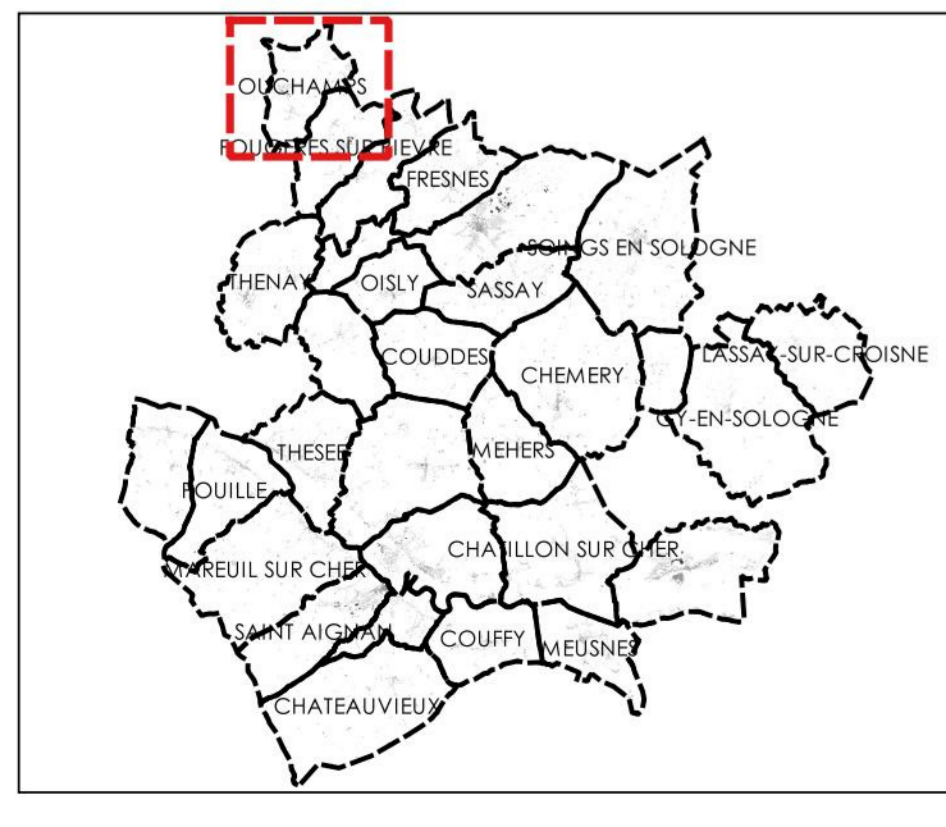 OUCHAMPS
FOUGERES SUR BIEVRE
FRESNES
SOINGS EN SOLOGNE
THENAY
OISLY
SASSAY
LASSAY-SUR-CROISNE
COUDDES
CHEMERY
GY-EN-SOLOGNE
THESEE
MEHERS
POUILLE
CHATILLON SUR CHER
MAREUIL SUR CHER
SAINT AIGNAN
COUFFY
MEUSNES
CHATEAUVIEUX